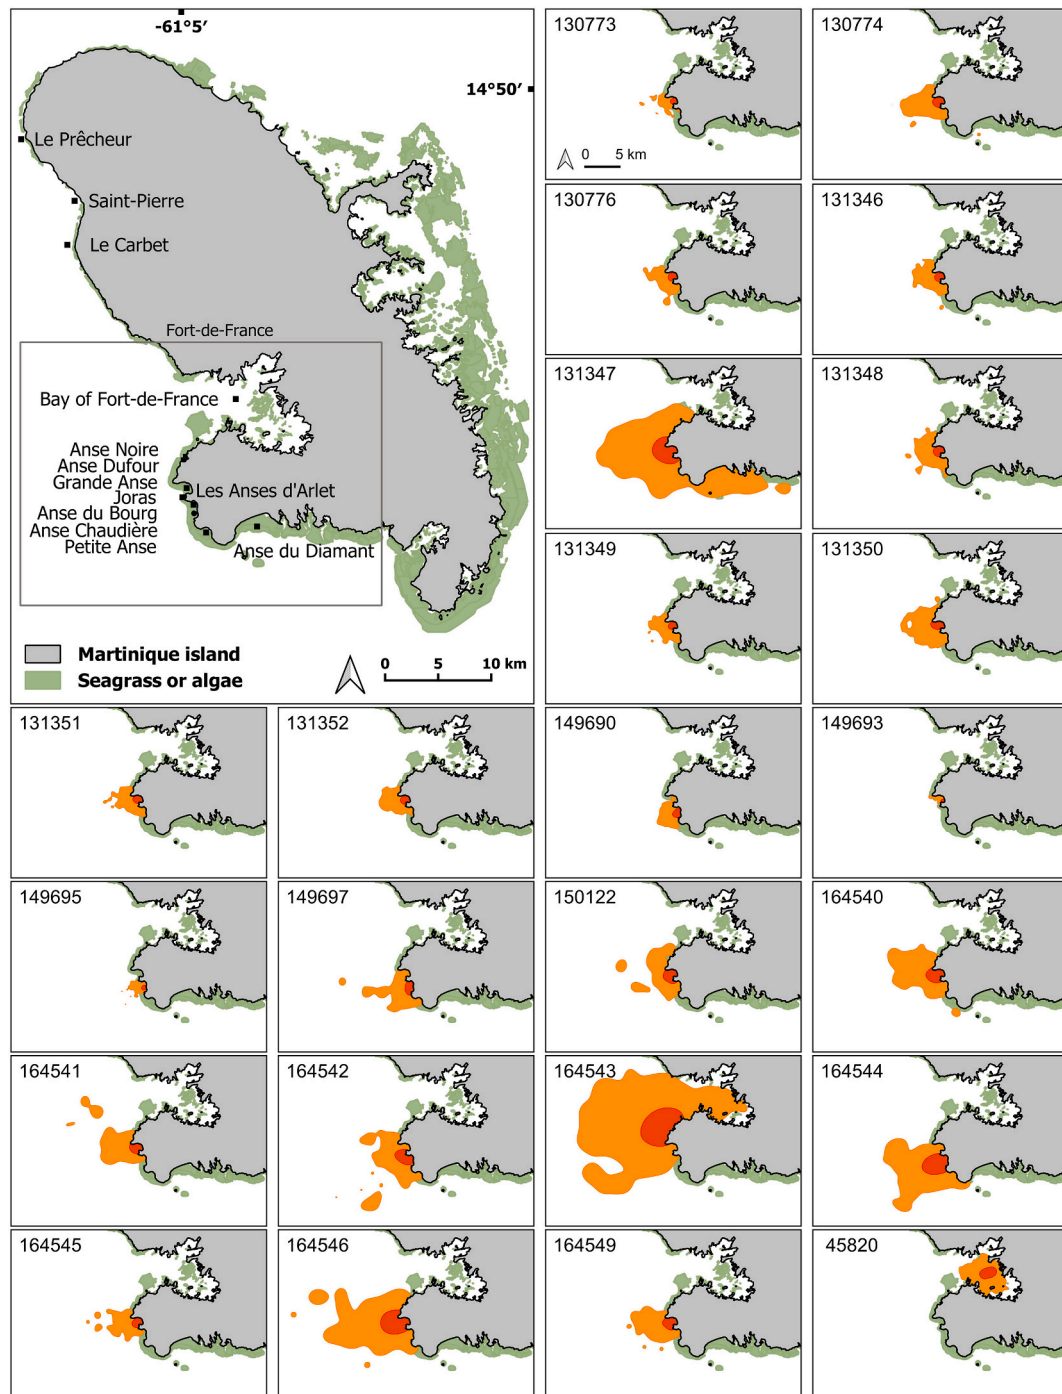 -61°5′
14°50′
Le Prêcheur
Saint-Pierre
Le Carbet
Fort-de-France
Bay of Fort-de-France
Anse Noire
Anse Dufour
Grande Anse
Joras
Anse du Bourg
Anse Chaudière
Petite Anse
Les Anses d'Arlet
Anse du Diamant
Martinique island
Seagrass or algae
0 5 10 km
130773
0 5 km
130774
130776
131346
131347
131348
131349
131350
131351
131352
149690
149693
149695
149697
150122
164540
164541
164542
164543
164544
164545
164546
164549
45820